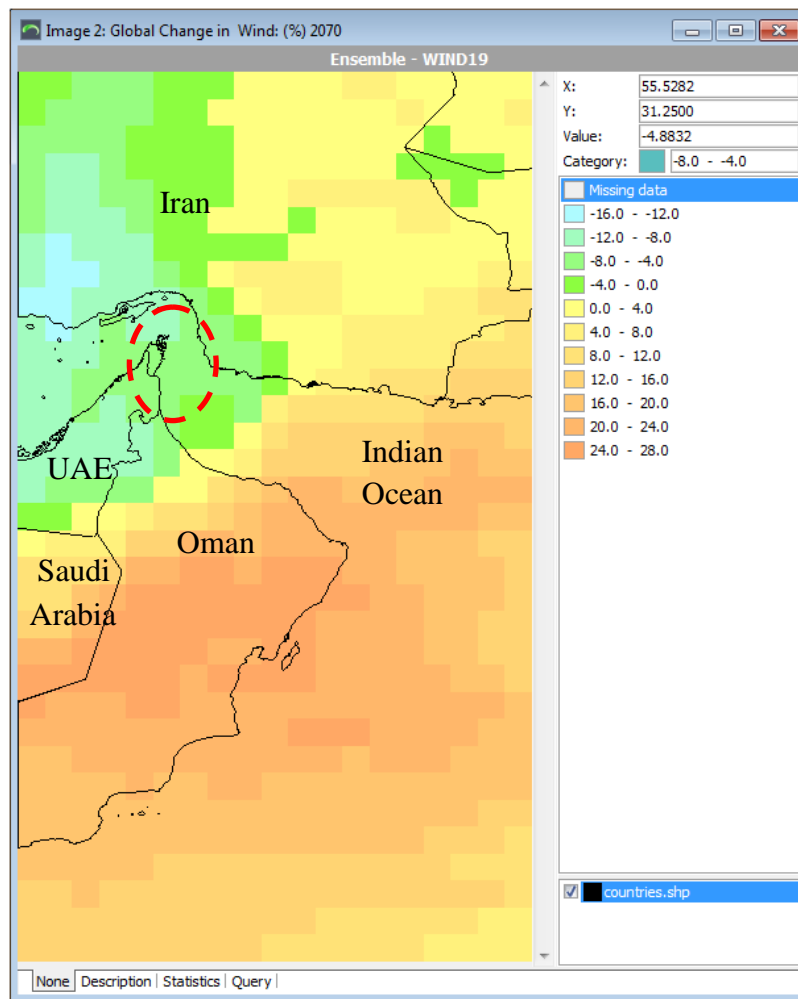 Image 2: Global Change in Wind: (%) 2070
Ensemble - WIND19
X: 55.5282
Y: 31.2500
Value: -4.8832
Category: -8.0 - -4.0
Missing data
-16.0 - -12.0
-12.0 - -8.0
-8.0 - -4.0
-4.0 - 0.0
0.0 - 4.0
4.0 - 8.0
8.0 - 12.0
12.0 - 16.0
16.0 - 20.0
20.0 - 24.0
24.0 - 28.0
Iran
UAE
Indian
Ocean
Oman
Saudi
Arabia
countries.shp
None Description Statistics Query